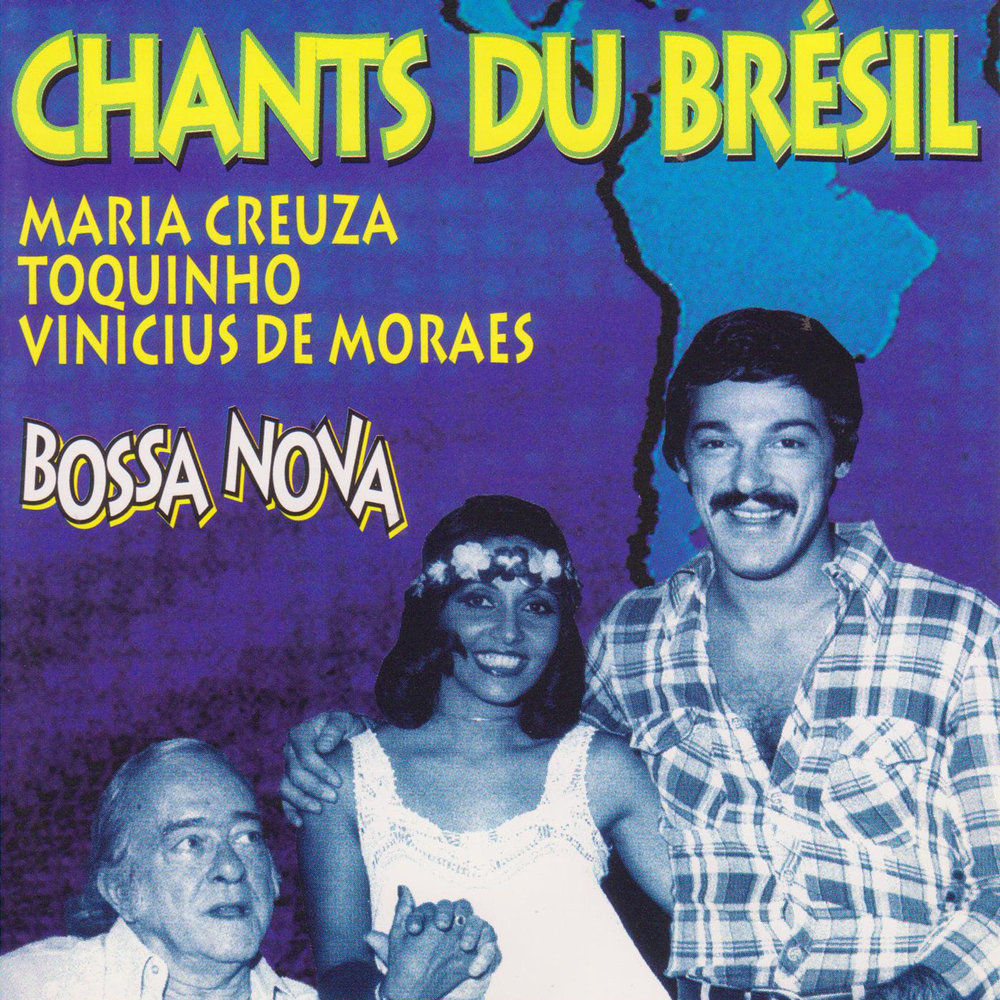 CHANTS DU BRÉSIL
MARIA CREUZA
TOQUINHO
VINICIUS DE MORAES
BOSSA NOVA